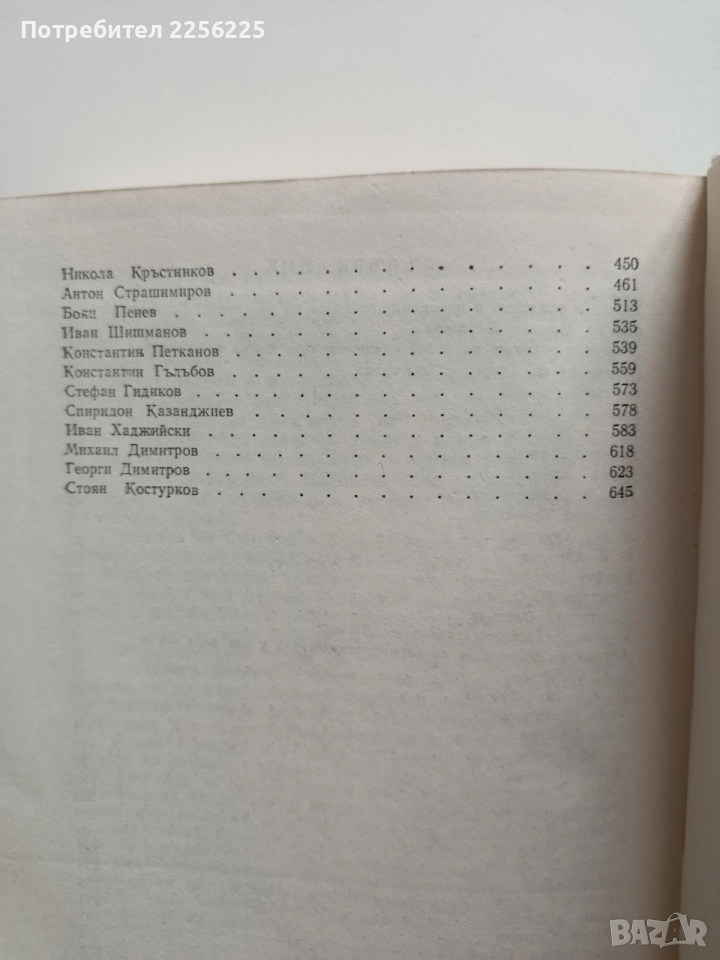 Потребител 2256225
Никола Кръстников . . . . . . . . . . . . . . . 450
Антон Страшимиров . . . . . . . . . . . . . . . 461
Боян Пенев . . . . . . . . . . . . . . . . . 513
Иван Шишманов . . . . . . . . . . . . . . . . 535
Константин Петканов . . . . . . . . . . . . . . . 539
Константин Гълъбов . . . . . . . . . . . . . . . 559
Стефан Гидиков . . . . . . . . . . . . . . . . 573
Спиридон Казанджиев . . . . . . . . . . . . . . 578
Иван Хаджийски . . . . . . . . . . . . . . . . 583
Михаил Димитров . . . . . . . . . . . . . . . . 618
Георги Димитров . . . . . . . . . . . . . . . . 623
Стоян Костурков . . . . . . . . . . . . . . . . 645
BAZAR